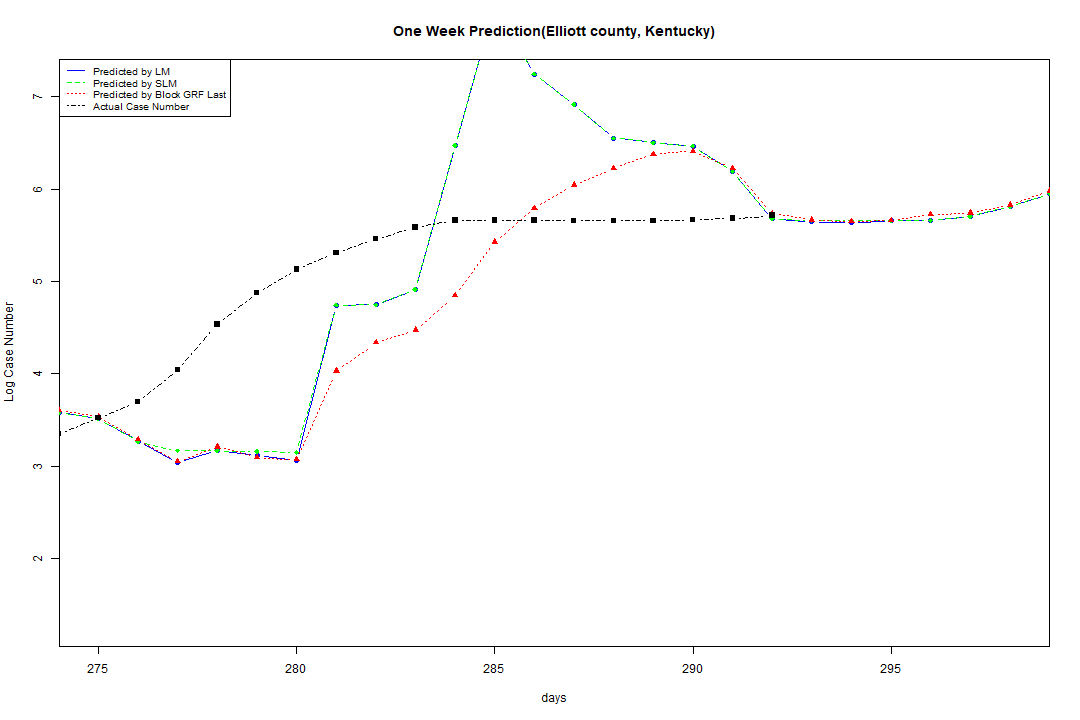 One Week Prediction(Elliott county, Kentucky)
Predicted by LM
Predicted by SLM
Predicted by Block GRF Last
Actual Case Number
7
6
5
4
3
2
Log Case Number
275 280 285 290 295
days